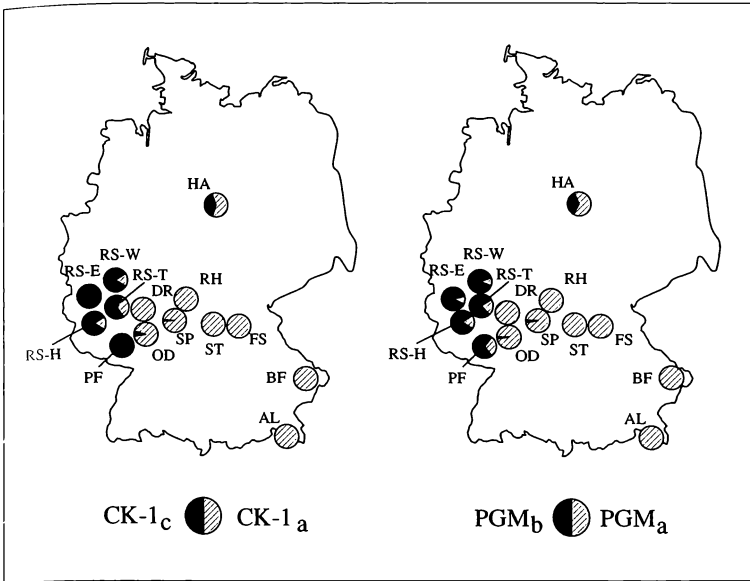 HA
RS-W
RS-E
RS-T
RH
DR
SP
RS-H
OD
ST
FS
PF
BF
AL
CK-1c CK-1a
HA
RS-W
RS-E
RS-T
RH
DR
SP
RS-H
OD
ST
FS
PF
BF
AL
PGMb PGMa